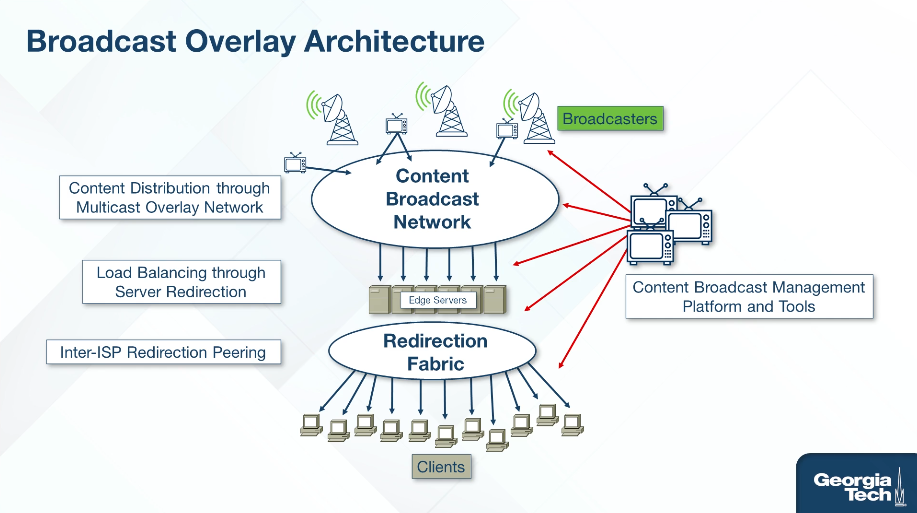 Broadcast Overlay Architecture
Broadcasters
Content
Broadcast
Network
Content Distribution through
Multicast Overlay Network
Load Balancing through
Server Redirection
Edge Servers
Content Broadcast Management
Platform and Tools
Inter-ISP Redirection Peering
Redirection
Fabric
Clients
Georgia
Tech